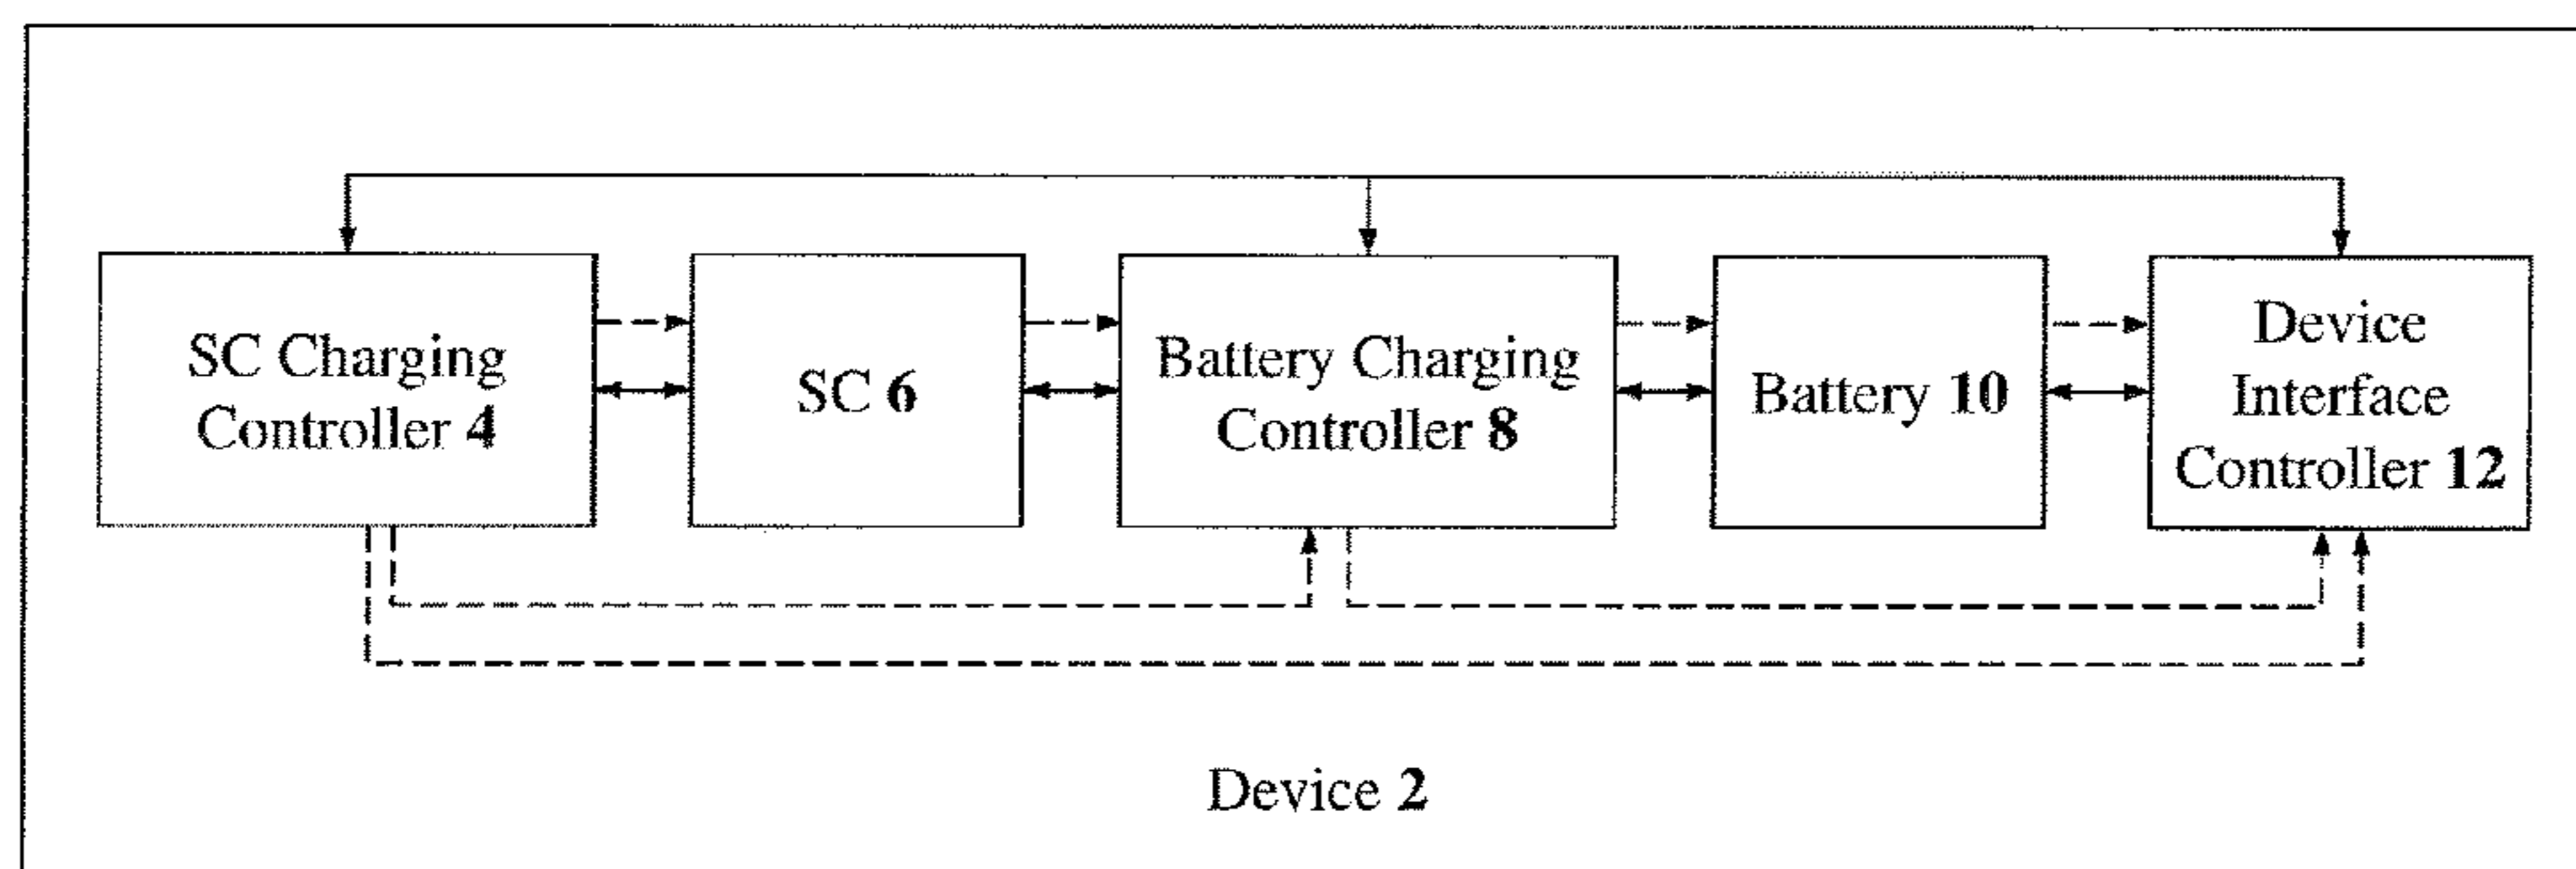 SC Charging
Controller 4
SC 6
Battery Charging
Controller 8
Battery 10
Device
Interface
Controller 12
Device 2